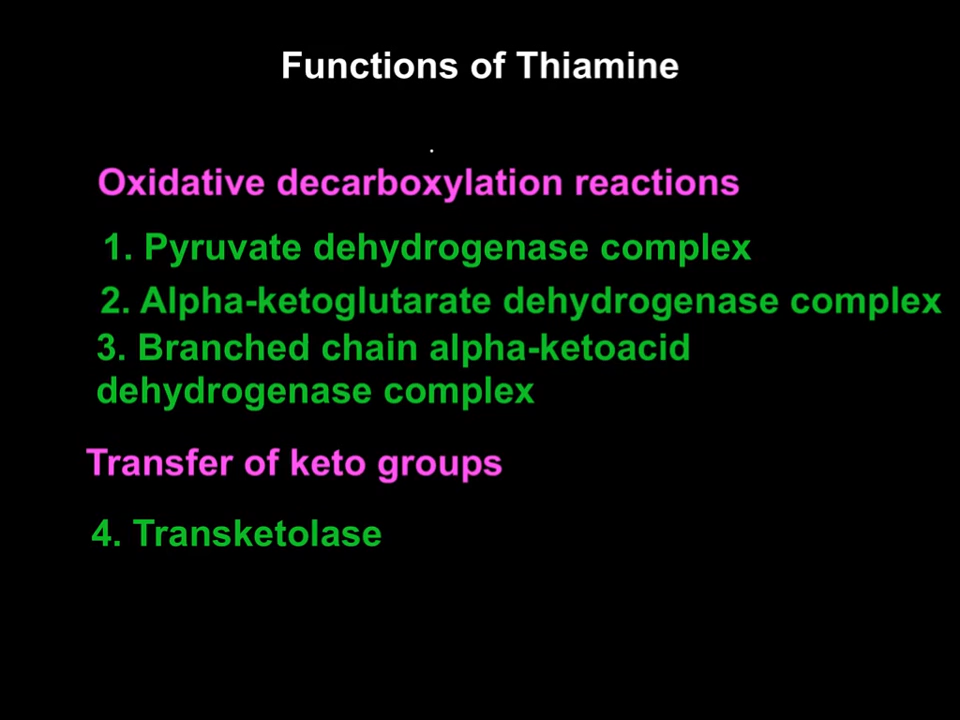 Functions of Thiamine
.
Oxidative decarboxylation reactions
1. Pyruvate dehydrogenase complex
2. Alpha-ketoglutarate dehydrogenase complex
3. Branched chain alpha-ketoacid
dehydrogenase complex
Transfer of keto groups
4. Transketolase